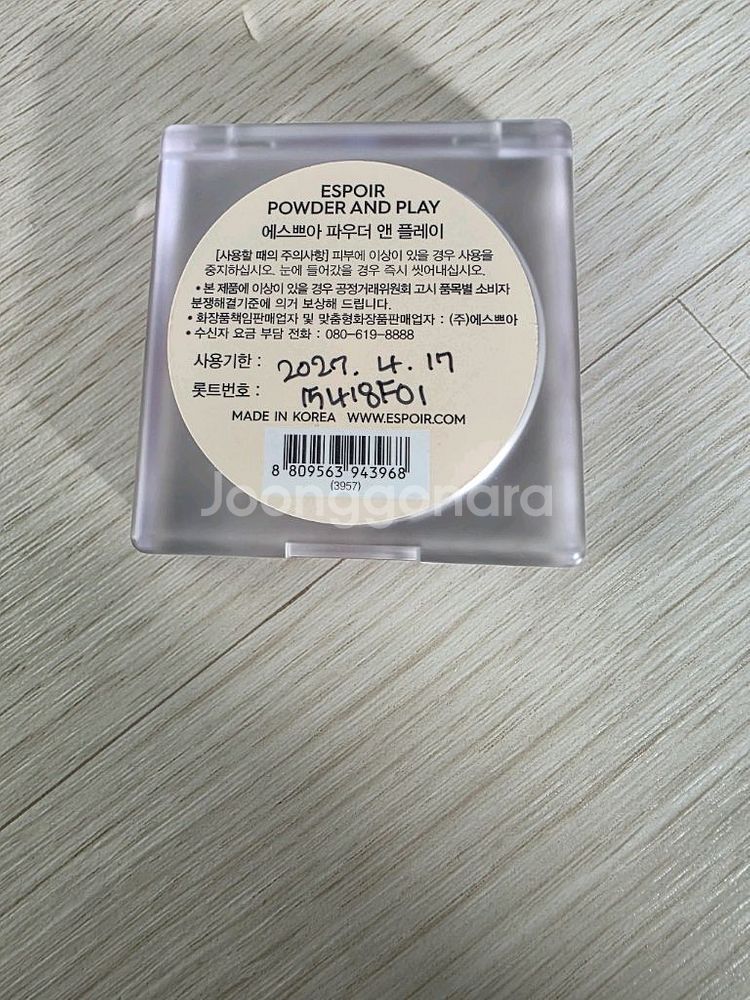 ESPOIR
POWDER AND PLAY
에스쁘아 파우더 앤 플레이
[사용할 때의 주의사항] 피부에 이상이 있을 경우 사용을
중지하십시오. 눈에 들어갔을 경우 즉시 씻어내십시오.
• 본 제품에 이상이 있을 경우 공정거래위원회 고시 품목별 소비자
분쟁해결기준에 의거 보상해 드립니다.
• 화장품책임판매업자 및 맞춤형화장품판매업자 : (주)에스쁘아
• 수신자 요금 부담 전화 : 080-619-8888
사용기한 : 2027. 4. 17
롯트번호 : 15418F01
MADE IN KOREA WWW.ESPOIR.COM
8 809563 943968
(3957)
Joonggonara